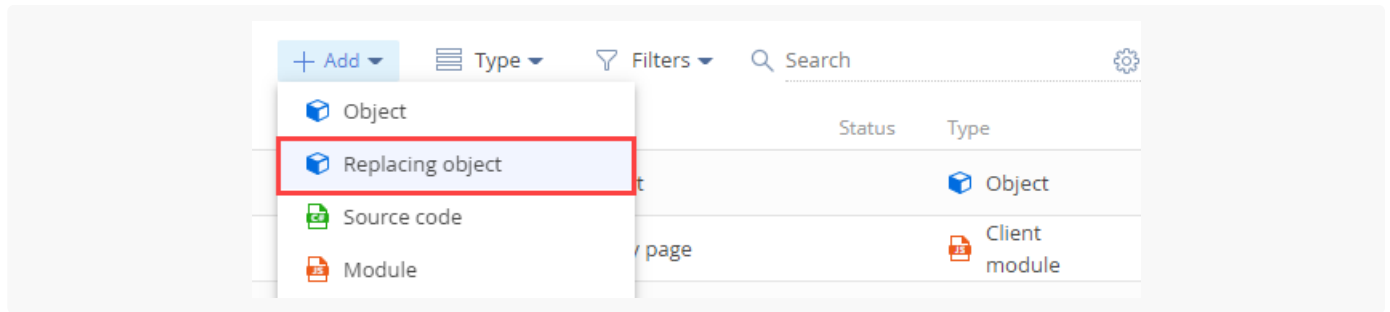 Add Type Filters Search
Object
Status Type
Replacing object
t Object
Source code
y page Client
module
Module